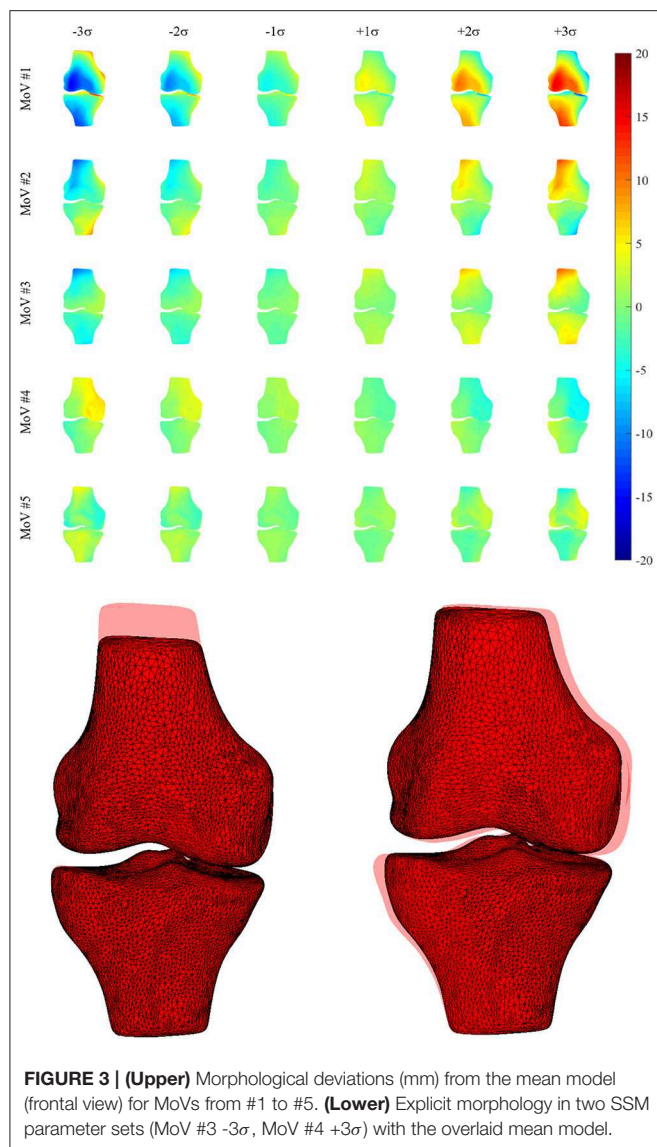 -3σ -2σ -1σ +1σ +2σ +3σ
MoV #1
MoV #2
MoV #3
MoV #4
MoV #5
20
15
10
5
0
-5
-10
-15
-20
FIGURE 3 | (Upper) Morphological deviations (mm) from the mean model
(frontal view) for MoVs from #1 to #5. (Lower) Explicit morphology in two SSM
parameter sets (MoV #3 -3σ, MoV #4 +3σ) with the overlaid mean model.